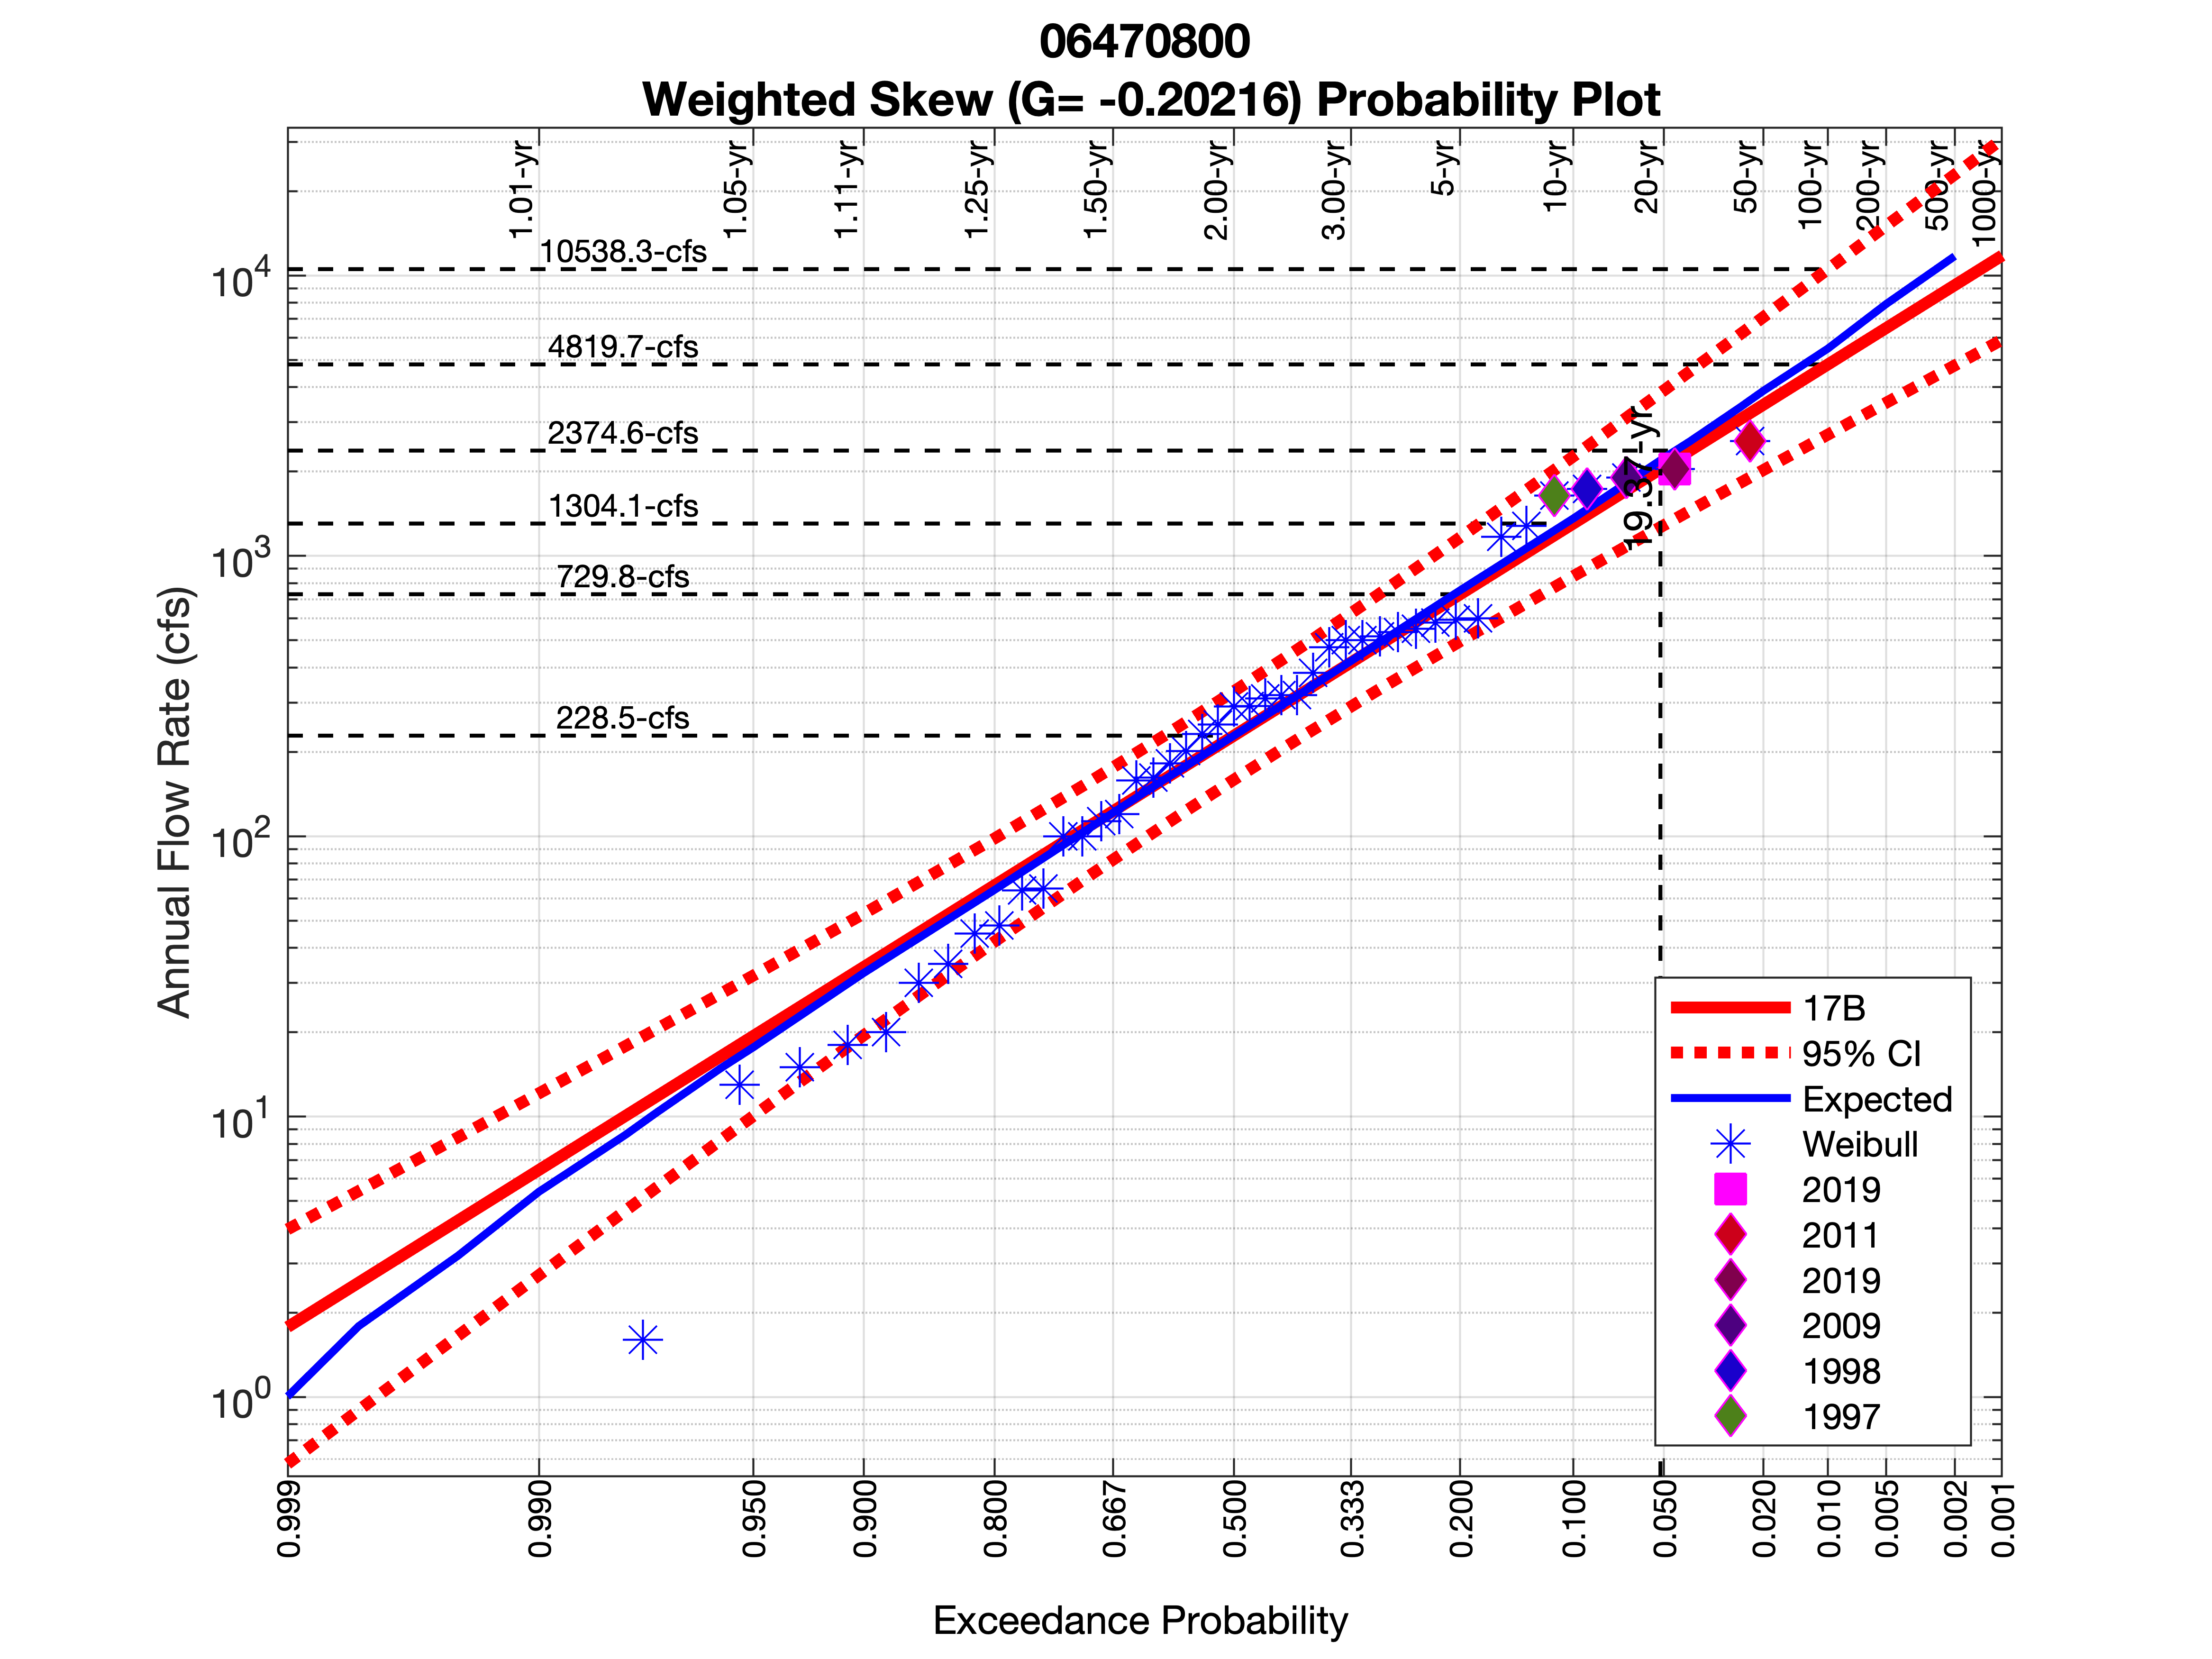 06470800
Weighted Skew (G= -0.20216) Probability Plot
1.01-yr
1.05-yr
1.11-yr
1.25-yr
1.50-yr
2.00-yr
3.00-yr
5-yr
10-yr
20-yr
50-yr
100-yr
200-yr
500-yr
1000-yr
10538.3-cfs
4819.7-cfs
2374.6-cfs
1304.1-cfs
729.8-cfs
228.5-cfs
19.37-yr
10^4
10^3
10^2
10^1
10^0
Annual Flow Rate (cfs)
17B
95% CI
Expected
Weibull
2019
2011
2019
2009
1998
1997
0.999
0.990
0.950
0.900
0.800
0.667
0.500
0.333
0.200
0.100
0.050
0.020
0.010
0.005
0.002
0.001
Exceedance Probability